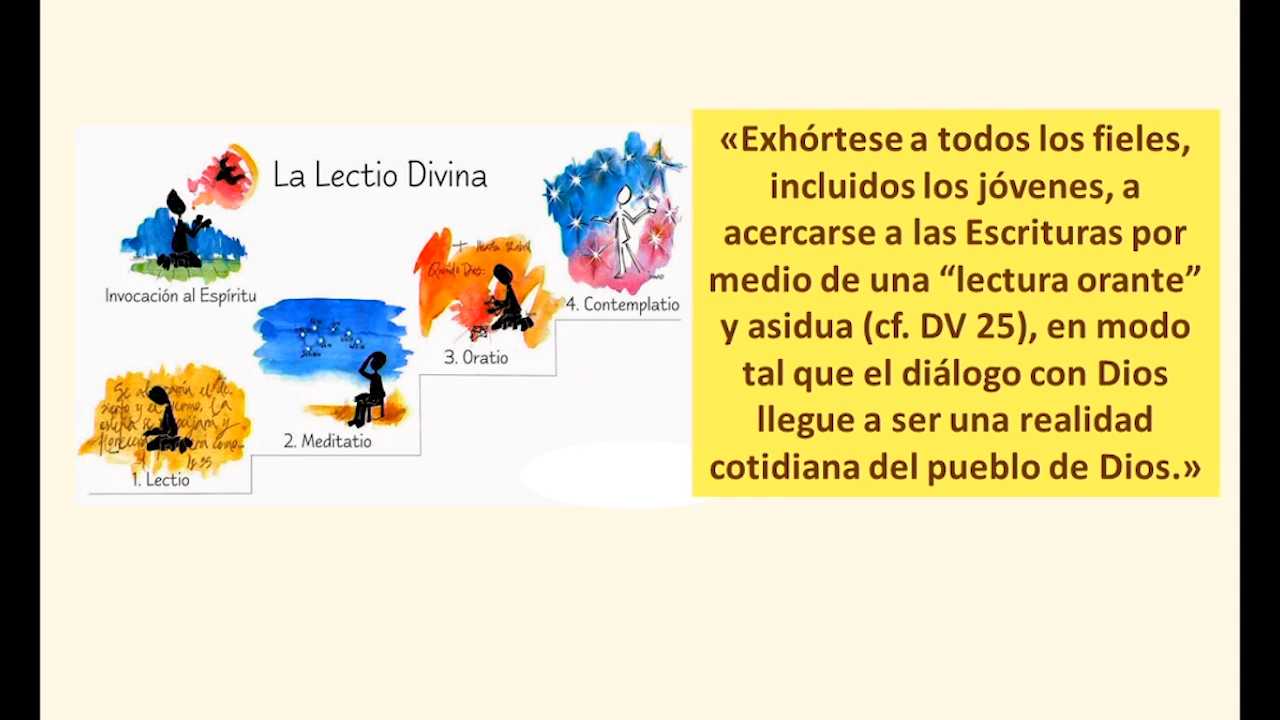 La Lectio Divina
Invocación al Espíritu
Querido Dios:
4. Contemplatio
3. Oratio
2. Meditatio
1. Lectio
«Exhórtese a todos los fieles,
incluidos los jóvenes, a
acercarse a las Escrituras por
medio de una “lectura orante”
y asidua (cf. DV 25), en modo
tal que el diálogo con Dios
llegue a ser una realidad
cotidiana del pueblo de Dios.»